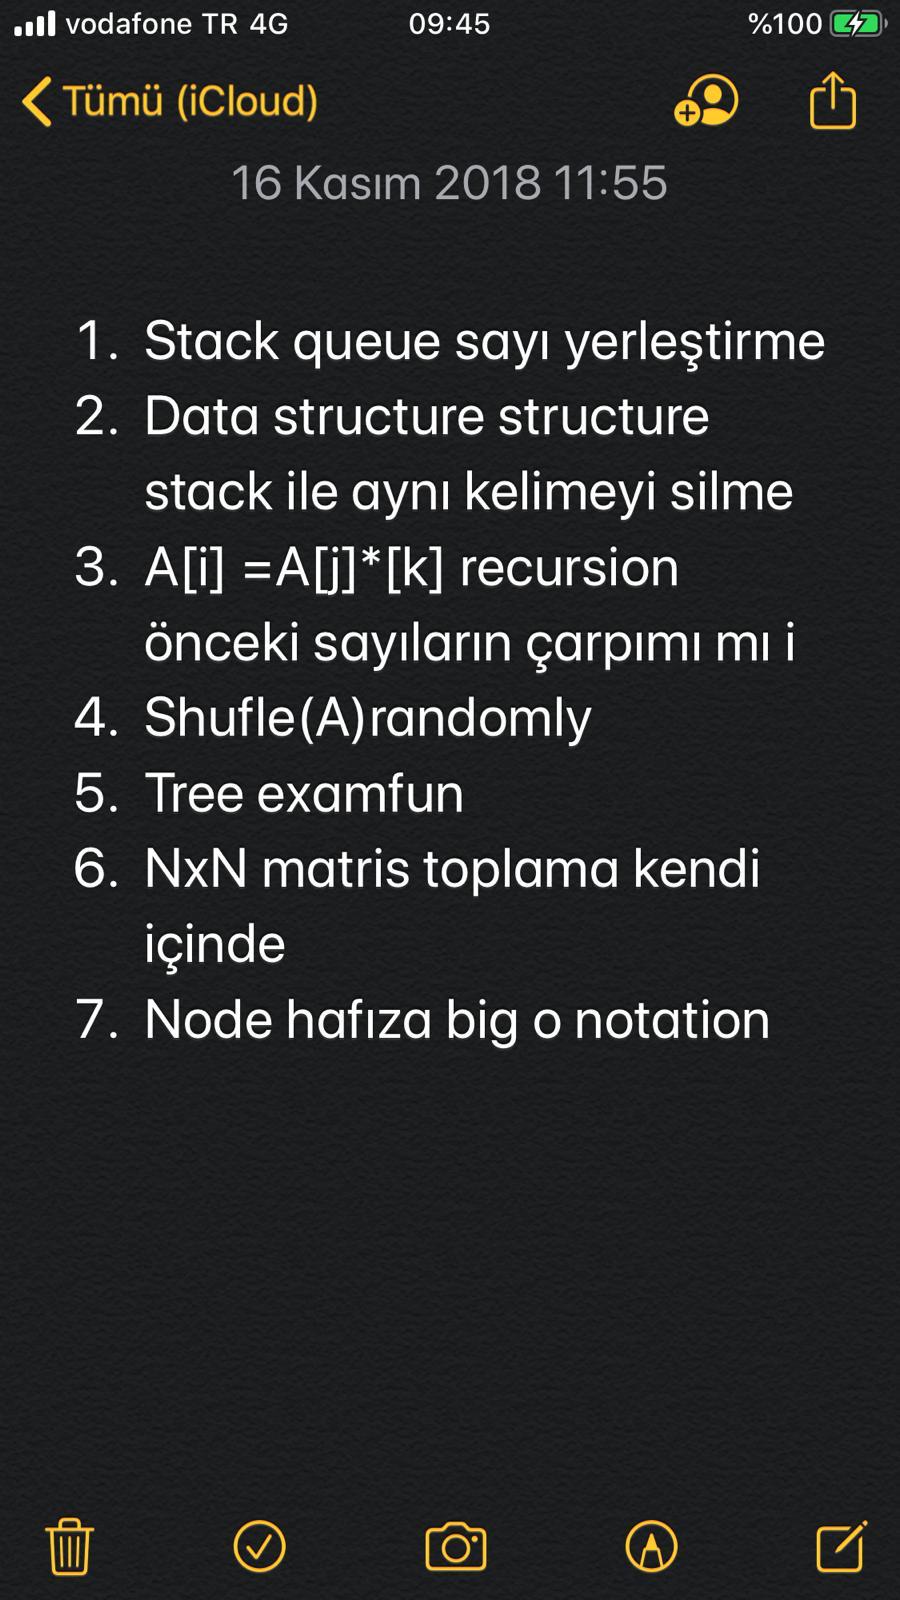 vodafone TR 4G 09:45 %100
Tümü (iCloud)
16 Kasım 2018 11:55
1. Stack queue sayı yerleştirme
2. Data structure structure
stack ile aynı kelimeyi silme
3. A[i] =A[j]*[k] recursion
önceki sayıların çarpımı mı i
4. Shufle(A)randomly
5. Tree examfun
6. NxN matris toplama kendi
içinde
7. Node hafıza big o notation